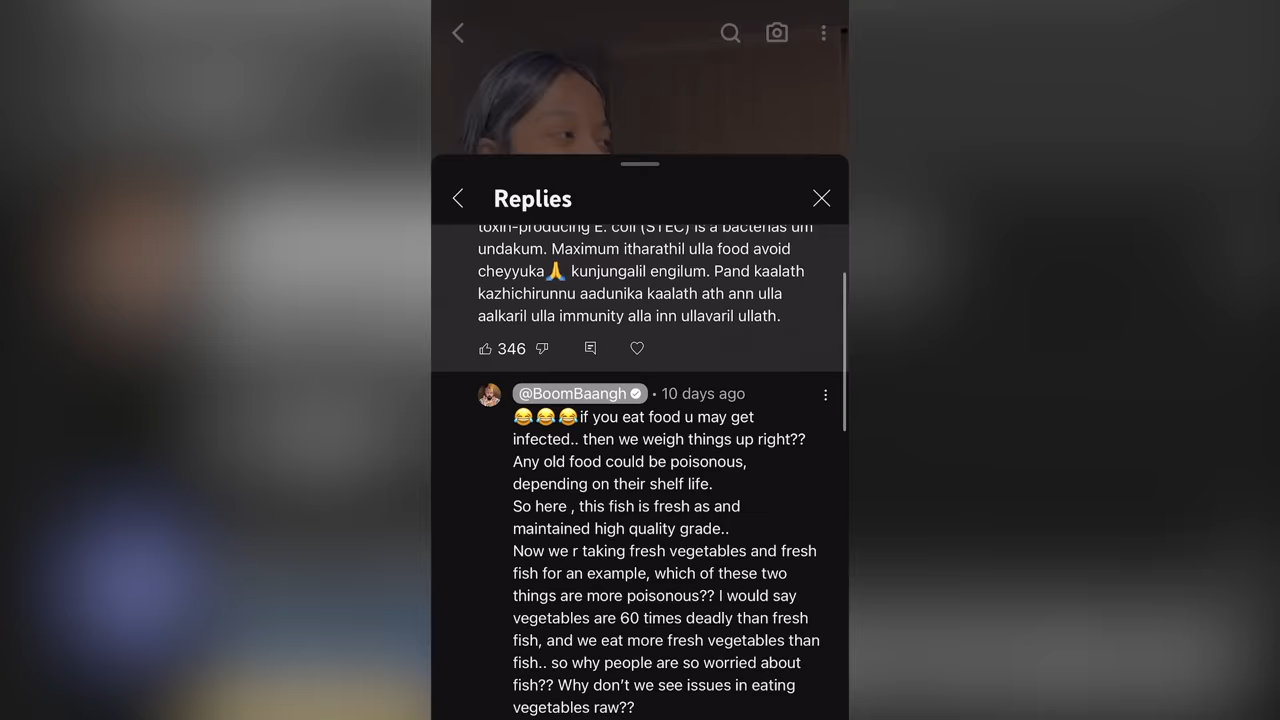 Replies
toxin-producing E. coli (STEC) is a bacterias um
undakum. Maximum itharathil ulla food avoid
cheyyuka🙏 kunjungalil engilum. Pand kaalath
kazhichirunnu aadunika kaalath ath ann ulla
aalkaril ulla immunity alla inn ullavaril ullath.
346
@BoomBaangh • 10 days ago
😂😂😂if you eat food u may get
infected.. then we weigh things up right??
Any old food could be poisonous,
depending on their shelf life.
So here , this fish is fresh as and
maintained high quality grade..
Now we r taking fresh vegetables and fresh
fish for an example, which of these two
things are more poisonous?? I would say
vegetables are 60 times deadly than fresh
fish, and we eat more fresh vegetables than
fish.. so why people are so worried about
fish?? Why don’t we see issues in eating
vegetables raw??